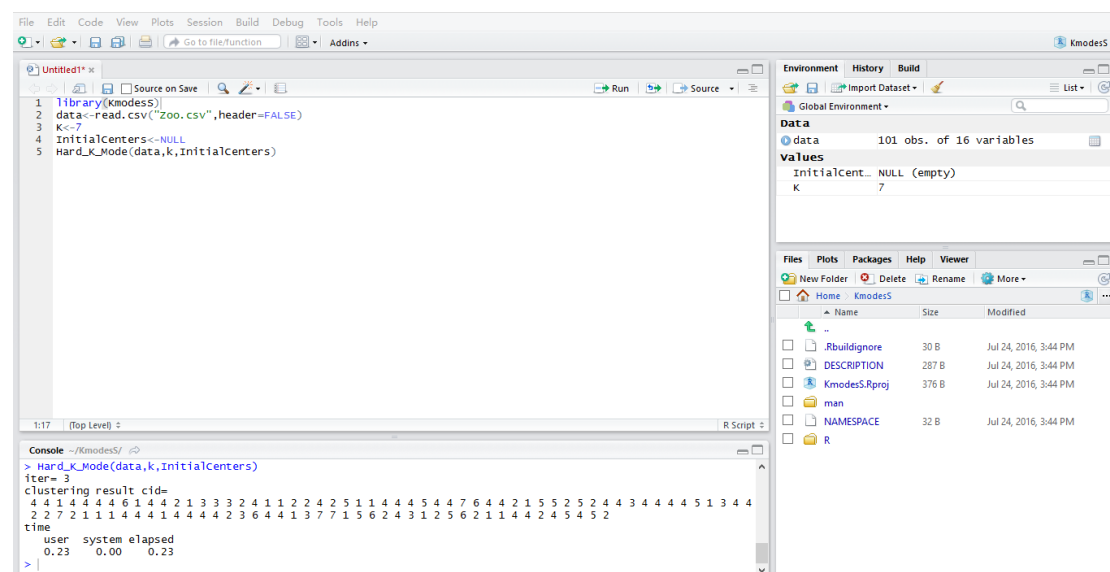 File Edit Code View Plots Session Build Debug Tools Help
Go to file/function Addins KmodesS
Untitled1* ×
Source on Save Run Source
1 library(KmodesS)
2 data<-read.csv("Zoo.csv",header=FALSE)
3 K<-7
4 InitialCenters<-NULL
5 Hard_K_Mode(data,k,InitialCenters)
1:17 (Top Level) R Script
Console ~/KmodesS/
> Hard_K_Mode(data,k,InitialCenters)
iter= 3
clustering result cid=
4 4 1 4 4 4 4 6 1 4 4 2 1 3 3 3 2 4 1 1 2 2 4 2 5 1 1 4 4 4 5 4 4 7 6 4 4 2 1 5 5 2 5 2 4 4 3 4 4 4 4 5 1 3 4 4
2 2 7 2 1 1 1 4 4 4 1 4 4 4 4 2 3 6 4 4 1 3 7 7 1 5 6 2 4 3 1 2 5 6 2 1 1 4 4 2 4 5 4 5 2
time
user system elapsed
0.23 0.00 0.23
>
Environment History Build
Import Dataset List
Global Environment
Data
data 101 obs. of 16 variables
Values
InitialCent… NULL (empty)
K 7
Files Plots Packages Help Viewer
New Folder Delete Rename More
Home KmodesS ...
Name Size Modified
..
.Rbuildignore 30 B Jul 24, 2016, 3:44 PM
DESCRIPTION 287 B Jul 24, 2016, 3:44 PM
KmodesS.Rproj 376 B Jul 24, 2016, 3:44 PM
man
NAMESPACE 32 B Jul 24, 2016, 3:44 PM
R